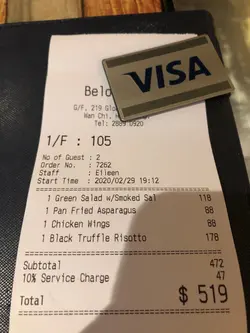 Belo
G/F, 219 Glo
Wan Chi,
Tel: 2869 0920
VISA
1/F : 105
No of Guest : 2
Order No. : 7262
Staff : Eileen
Start Time : 2020/02/29 19:12
1 Green Salad w/Smoked Sal 118
1 Pan Fried Asparagus 88
1 Chicken Wings 88
1 Black Truffle Risotto 178
Subtotal 472
10% Service Charge 47
Total $ 519